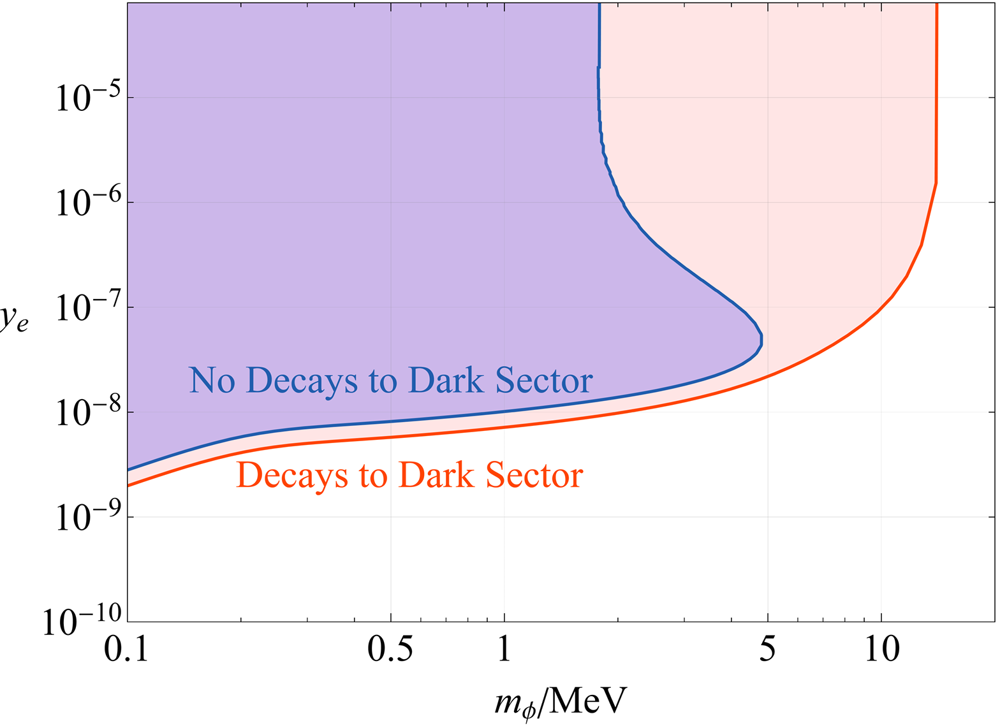 10⁻⁵
10⁻⁶
10⁻⁷
yₑ
No Decays to Dark Sector
10⁻⁸
Decays to Dark Sector
10⁻⁹
10⁻¹⁰
0.1 0.5 1 5 10
m_ϕ/MeV